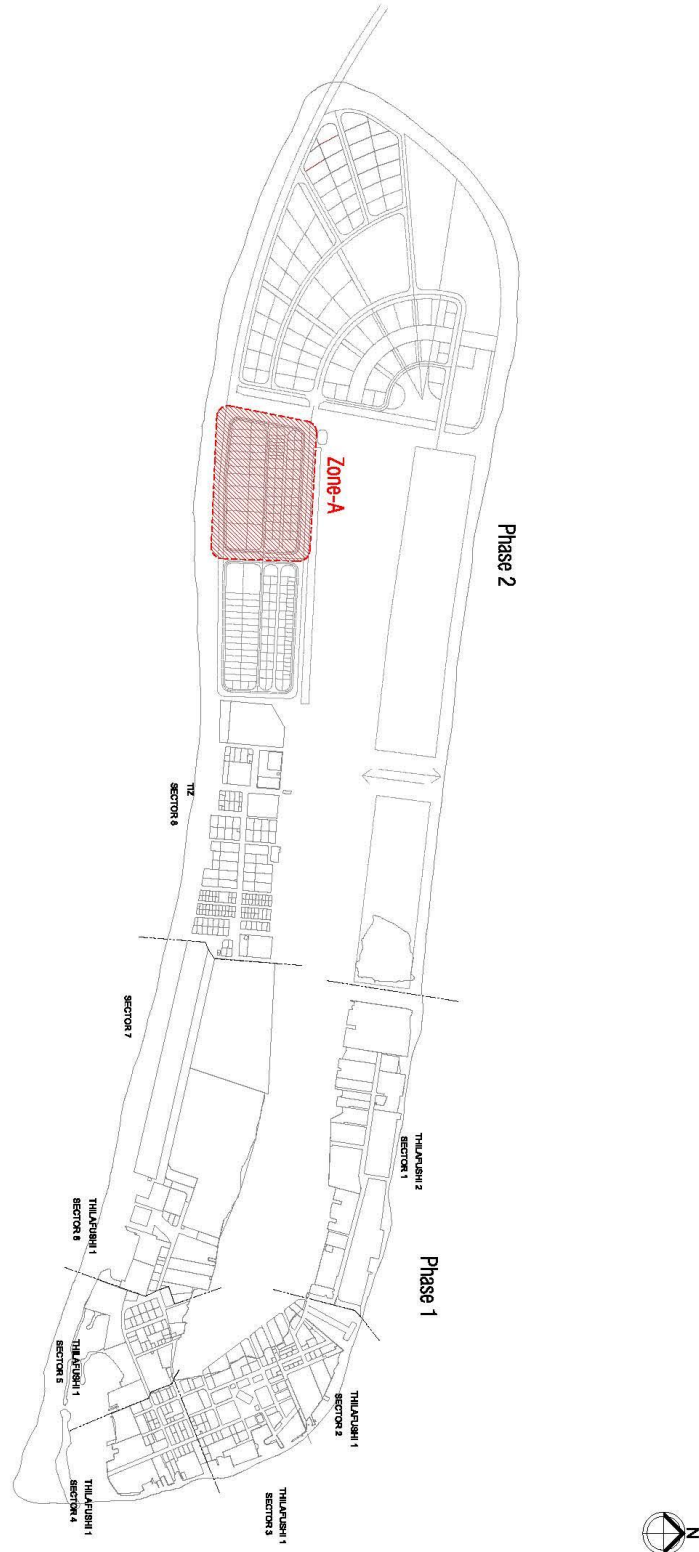 Zone-A
Phase 2
TIZ
SECTOR 8
SECTOR 7
THILAFUSHI 2
SECTOR 1
THILAFUSHI 1
SECTOR 6
Phase 1
THILAFUSHI 1
SECTOR 5
THILAFUSHI 1
SECTOR 2
THILAFUSHI 1
SECTOR 4
THILAFUSHI 1
SECTOR 3
N